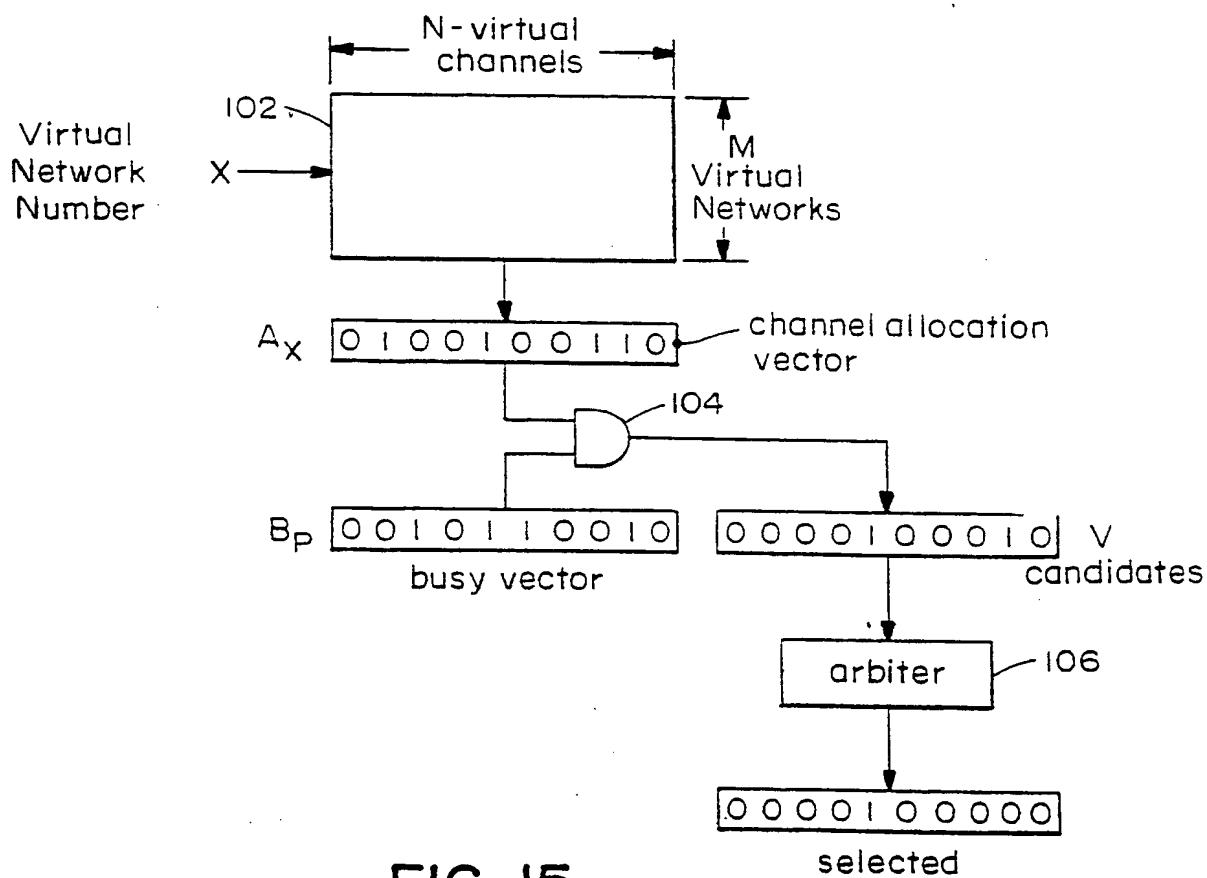 N-virtual
channels
102
Virtual
Network
Number
X
M
Virtual
Networks
AX
0 1 0 0 1 0 0 1 1 0
channel allocation
vector
104
BP
0 0 1 0 1 1 0 0 1 0
busy vector
0 0 0 0 1 0 0 0 1 0
V
candidates
arbiter
106
0 0 0 0 1 0 0 0 0 0
selected
FIG. 15